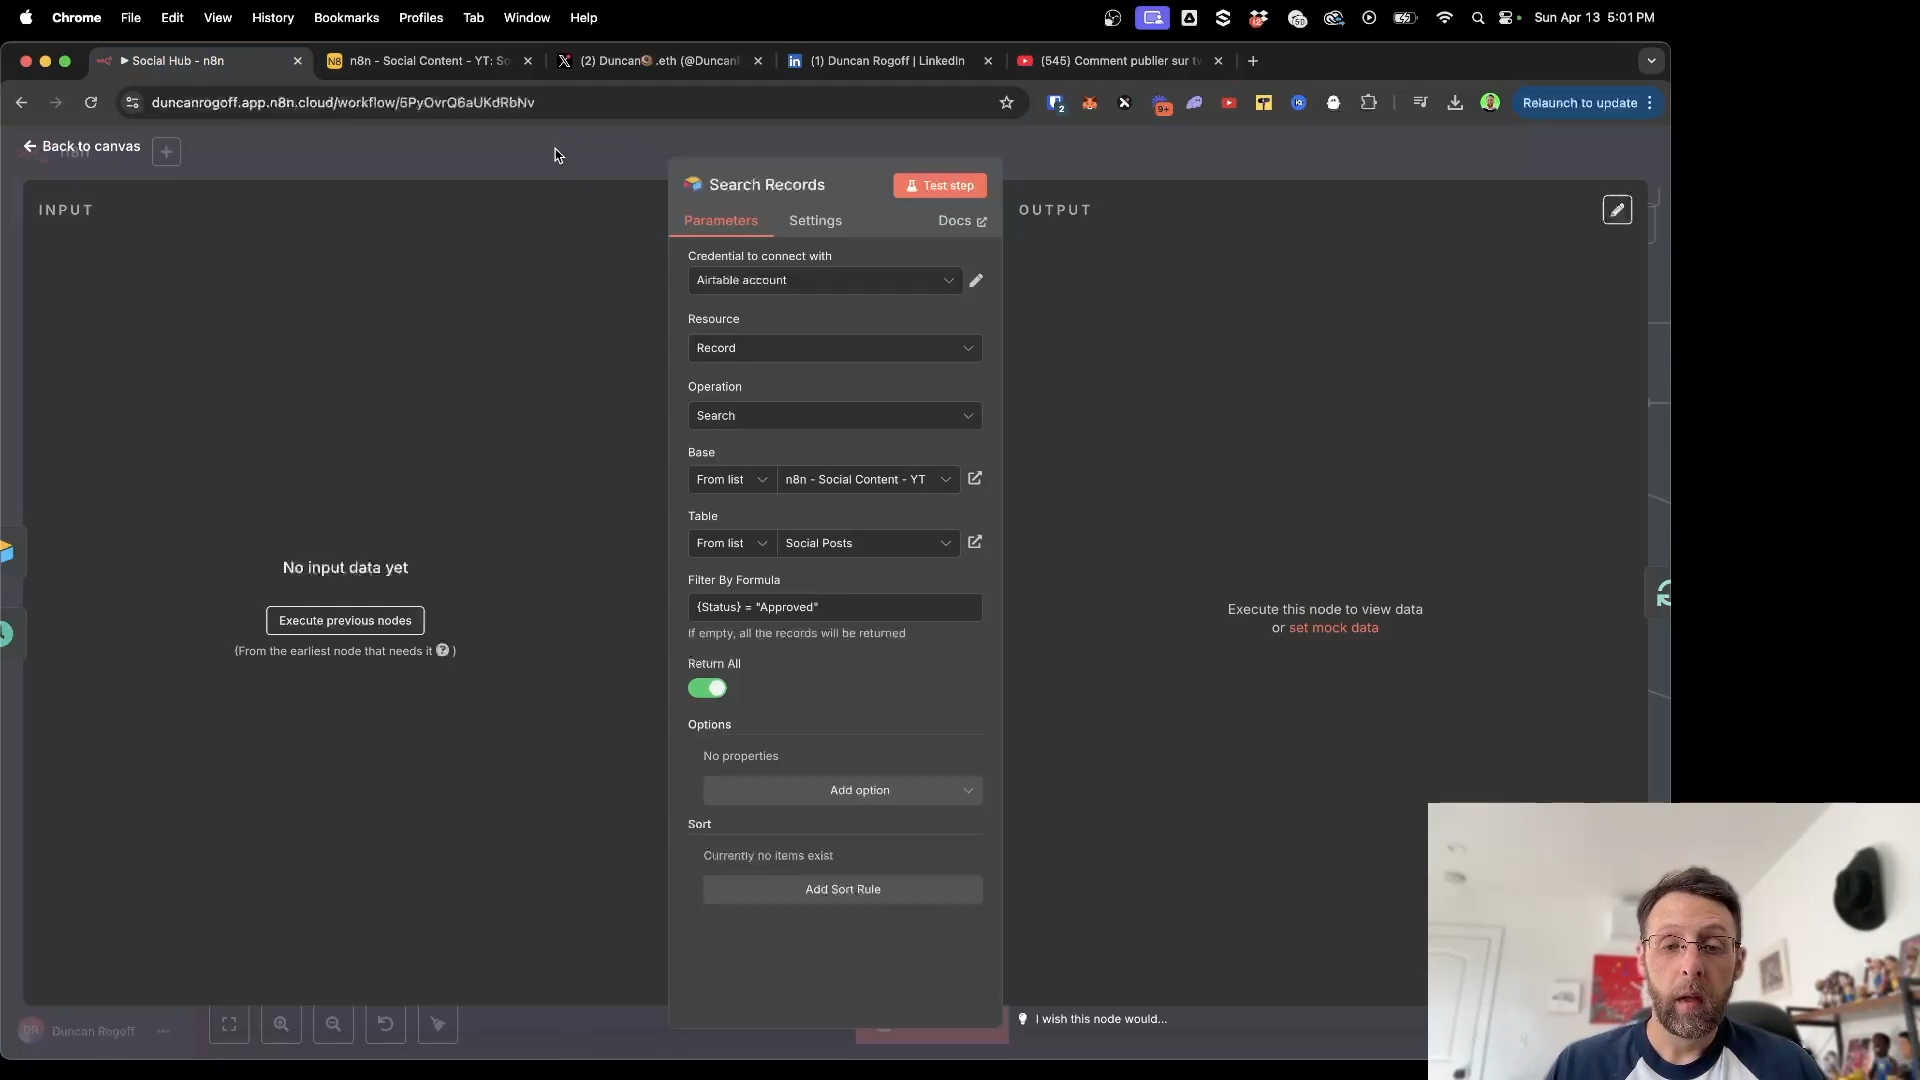 Chrome File Edit View History Bookmarks Profiles Tab Window Help
Sun Apr 13 5:01 PM
Social Hub - n8n
n8n - Social Content - YT: So
(2) Duncan .eth (@Duncan
(1) Duncan Rogoff | LinkedIn
(545) Comment publier sur tw
duncanrogoff.app.n8n.cloud/workflow/5PyOvrQ6aUKdRbNv
2
9+
Relaunch to update
Back to canvas
Search Records
Test step
INPUT
Parameters
Settings
Docs
OUTPUT
Credential to connect with
Airtable account
Resource
Record
Operation
Search
Base
From list
n8n - Social Content - YT
Table
From list
Social Posts
Filter By Formula
{Status} = "Approved"
If empty, all the records will be returned
No input data yet
Execute previous nodes
(From the earliest node that needs it ? )
Execute this node to view data
or set mock data
Return All
Options
No properties
Add option
Sort
Currently no items exist
Add Sort Rule
I wish this node would...
DR
Duncan Rogoff